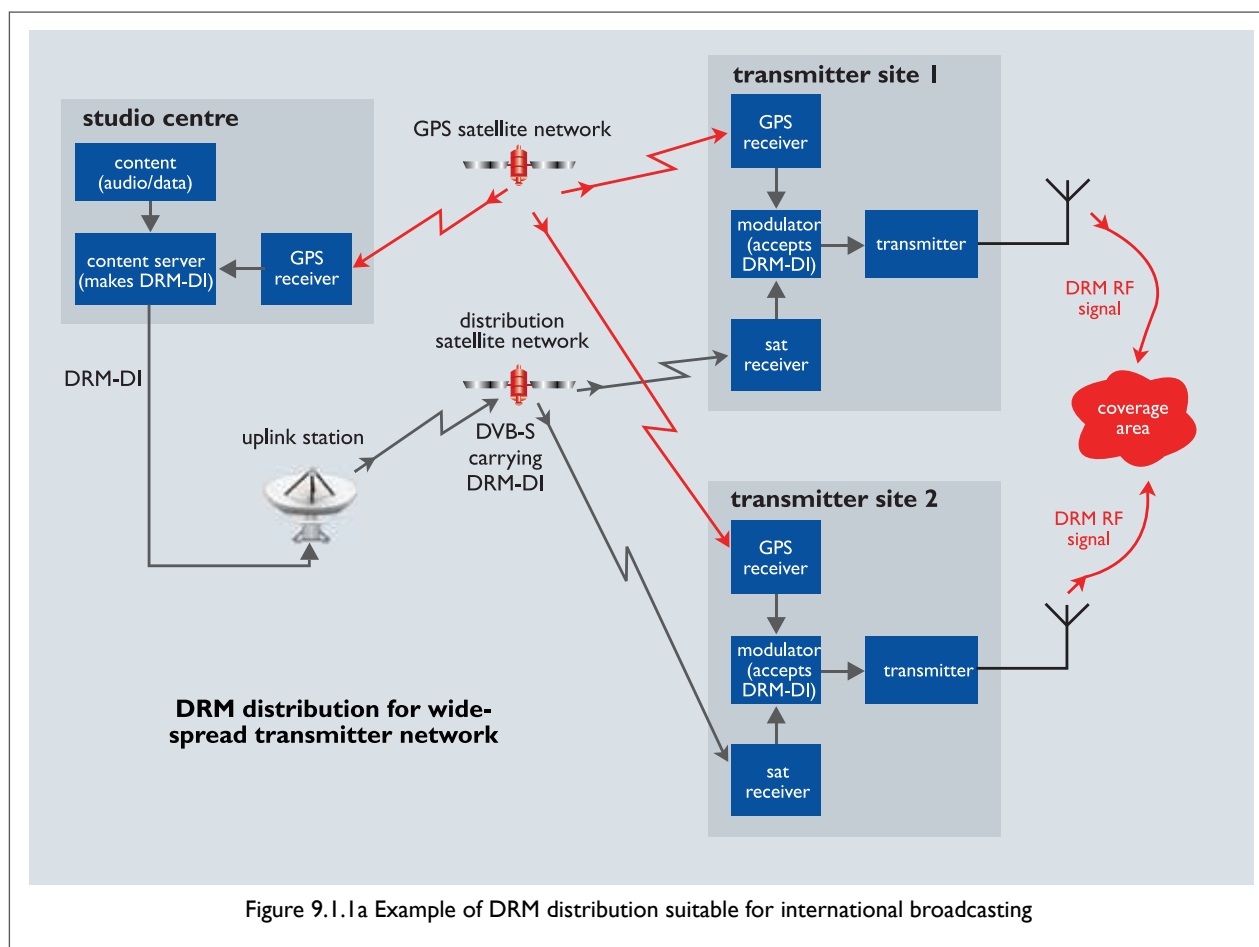 studio centre
content
(audio/data)
content server
(makes DRM-DI)
GPS
receiver
DRM-DI
GPS satellite network
distribution
satellite network
uplink station
DVB-S
carrying
DRM-DI
transmitter site 1
GPS
receiver
modulator
(accepts
DRM-DI)
transmitter
sat
receiver
DRM RF
signal
coverage
area
transmitter site 2
GPS
receiver
modulator
(accepts
DRM-DI)
transmitter
sat
receiver
DRM RF
signal
DRM distribution for wide-
spread transmitter network
Figure 9.1.1a Example of DRM distribution suitable for international broadcasting